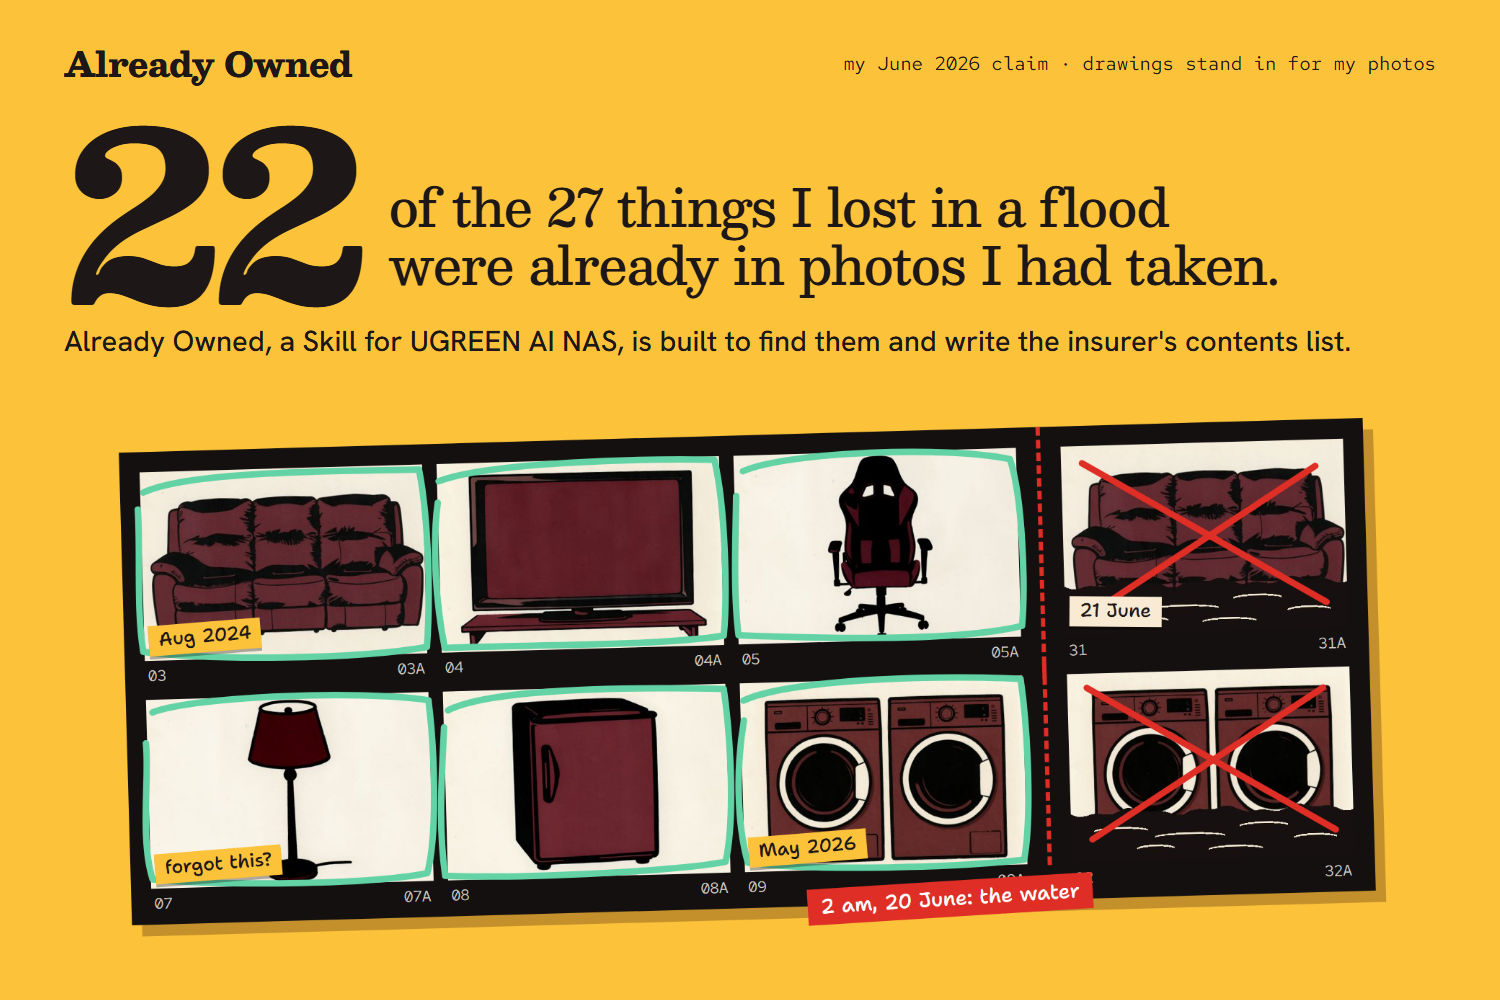 Already Owned
my June 2026 claim · drawings stand in for my photos
22
of the 27 things I lost in a flood
were already in photos I had taken.
Already Owned, a Skill for UGREEN AI NAS, is built to find them and write the insurer's contents list.
Aug 2024
21 June
03
03A
04
04A
05
05A
31
31A
forgot this?
May 2026
07
07A
08
08A
09
32A
2 am, 20 June: the water